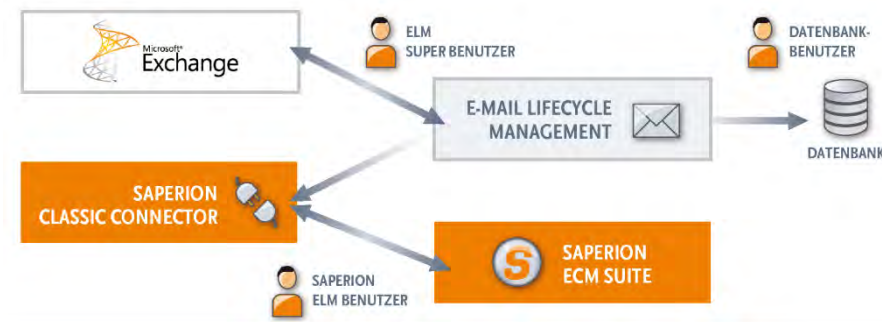 Microsoft®
Exchange
ELM
SUPER BENUTZER
DATENBANK-
BENUTZER
E-MAIL LIFECYCLE
MANAGEMENT
DATENBANK
SAPERION
CLASSIC CONNECTOR
S
SAPERION
ECM SUITE
SAPERION
ELM BENUTZER